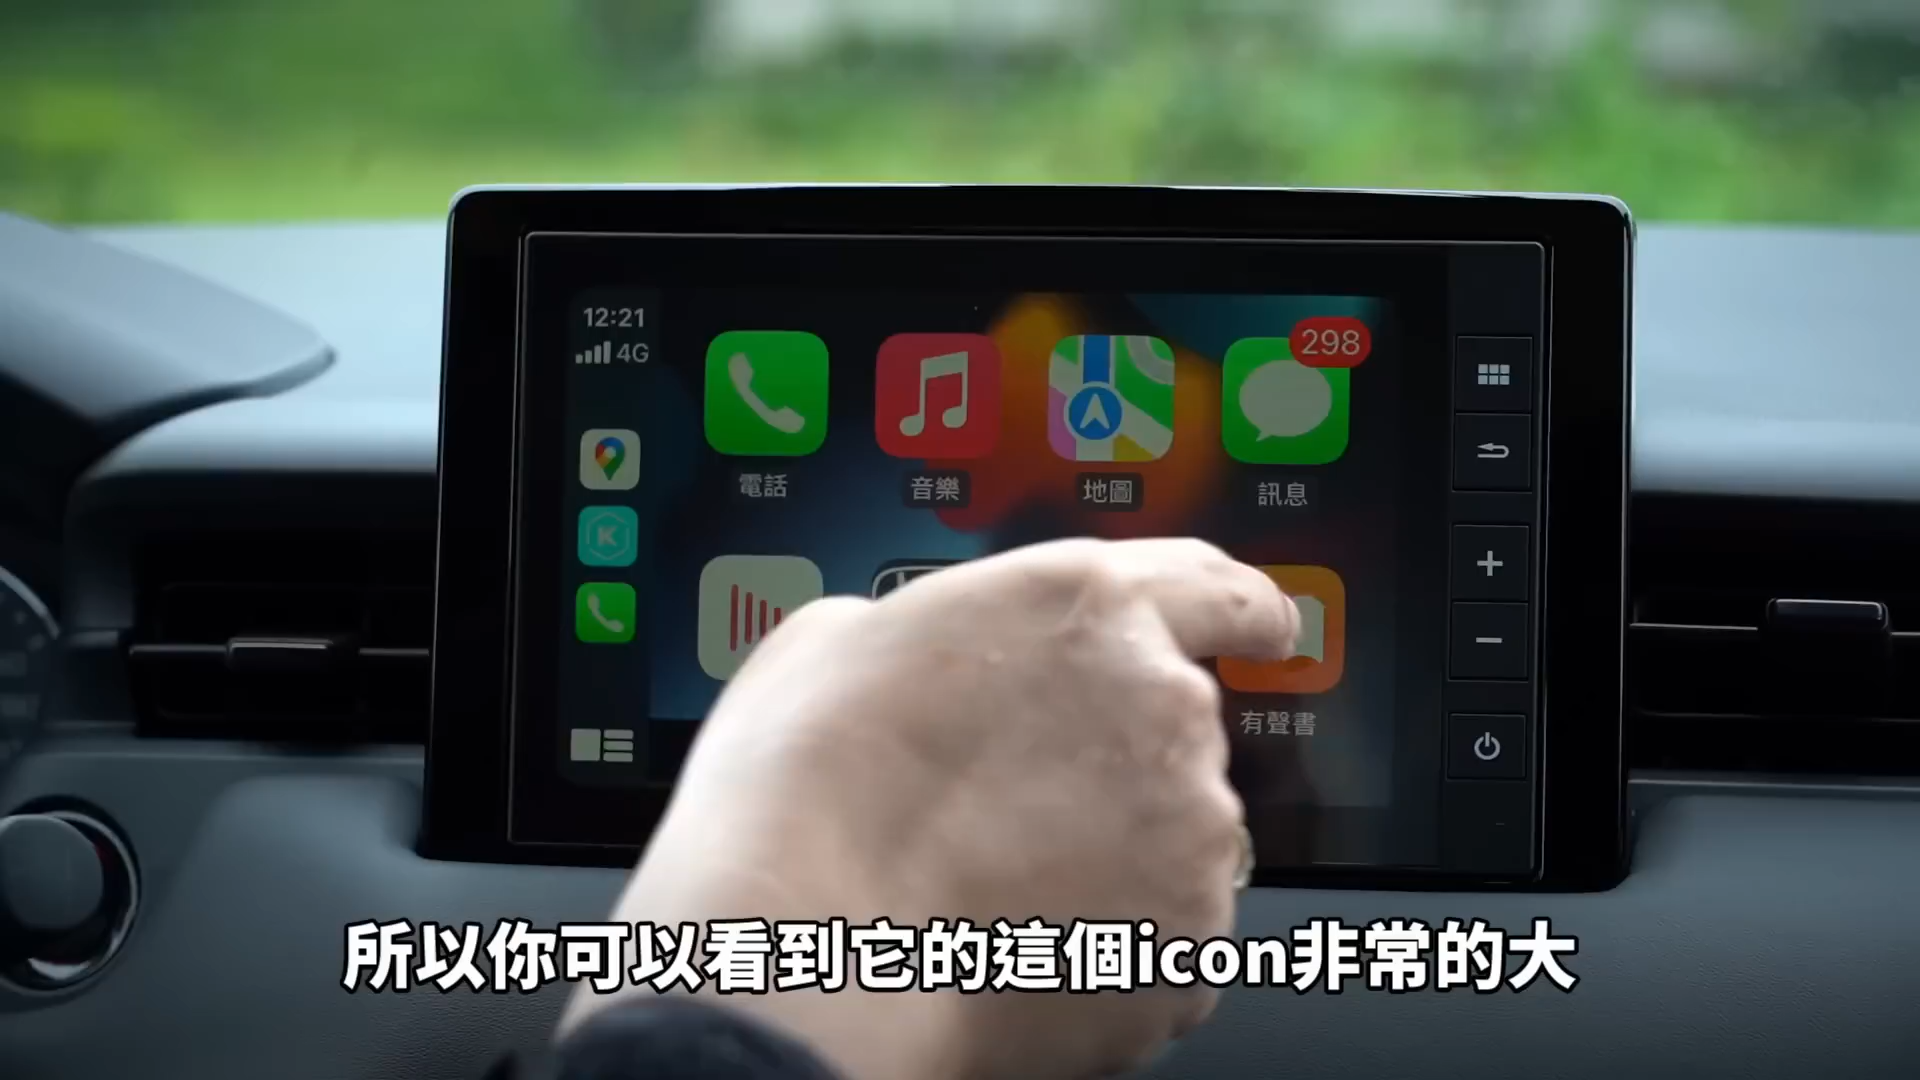 12:21
4G
298
電話
音樂
地圖
訊息
K
有聲書
所以你可以看到它的這個icon非常的大